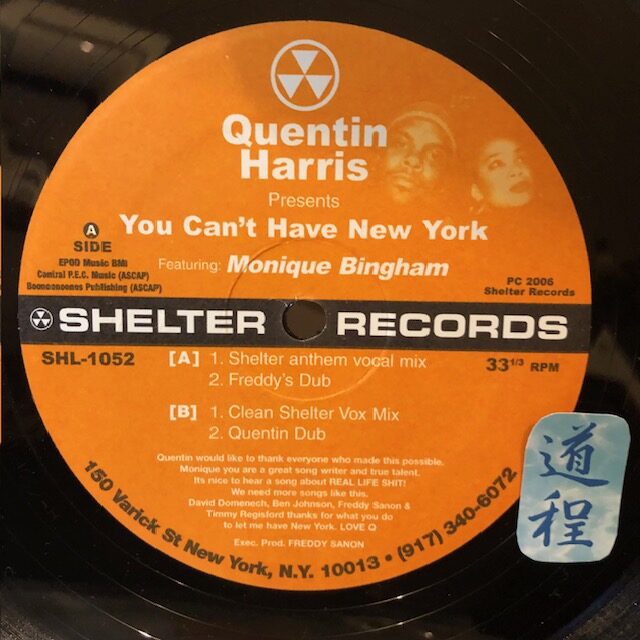 Quentin
Harris
Presents
You Can't Have New York
Featuring: Monique Bingham
A
SIDE
EPOD Music BMI
Central P.E.C. Music (ASCAP)
Boomonoonos Publishing (ASCAP)
PC 2006
Shelter Records
SHELTER RECORDS
SHL-1052
33 1/3 RPM
[A] 1. Shelter anthem vocal mix
2. Freddy's Dub
[B] 1. Clean Shelter Vox Mix
2. Quentin Dub
Quentin would like to thank everyone who made this possible.
Monique you are a great song writer and true talent.
Its nice to hear a song about REAL LIFE SHIT!
We need more songs like this.
David Domenech, Ben Johnson, Freddy Sanon &
Timmy Regisford thanks for what you do
to let me have New York. LOVE Q
Exec. Prod. FREDDY SANON
150 Varick St New York, N.Y. 10013 • (917) 340-6072
道程